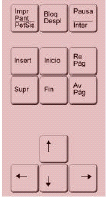 Impr
Pant
PetSis
Bloq
Despl
Pausa
Inter
Insert
Inicio
Re
Pág
Supr
Fin
Av
Pág
↑
←
↓
→